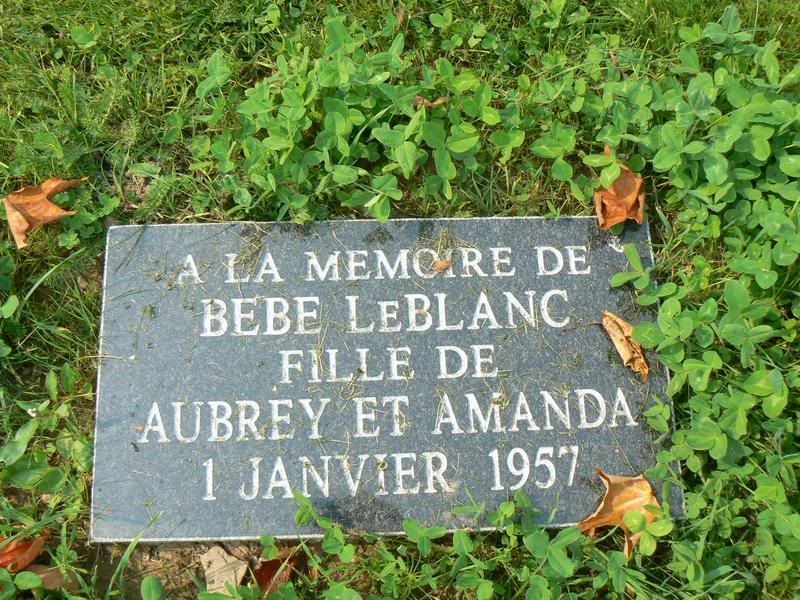 A LA MEMOIRE DE
BEBE LEBLANC
FILLE DE
AUBREY ET AMANDA
1 JANVIER 1957